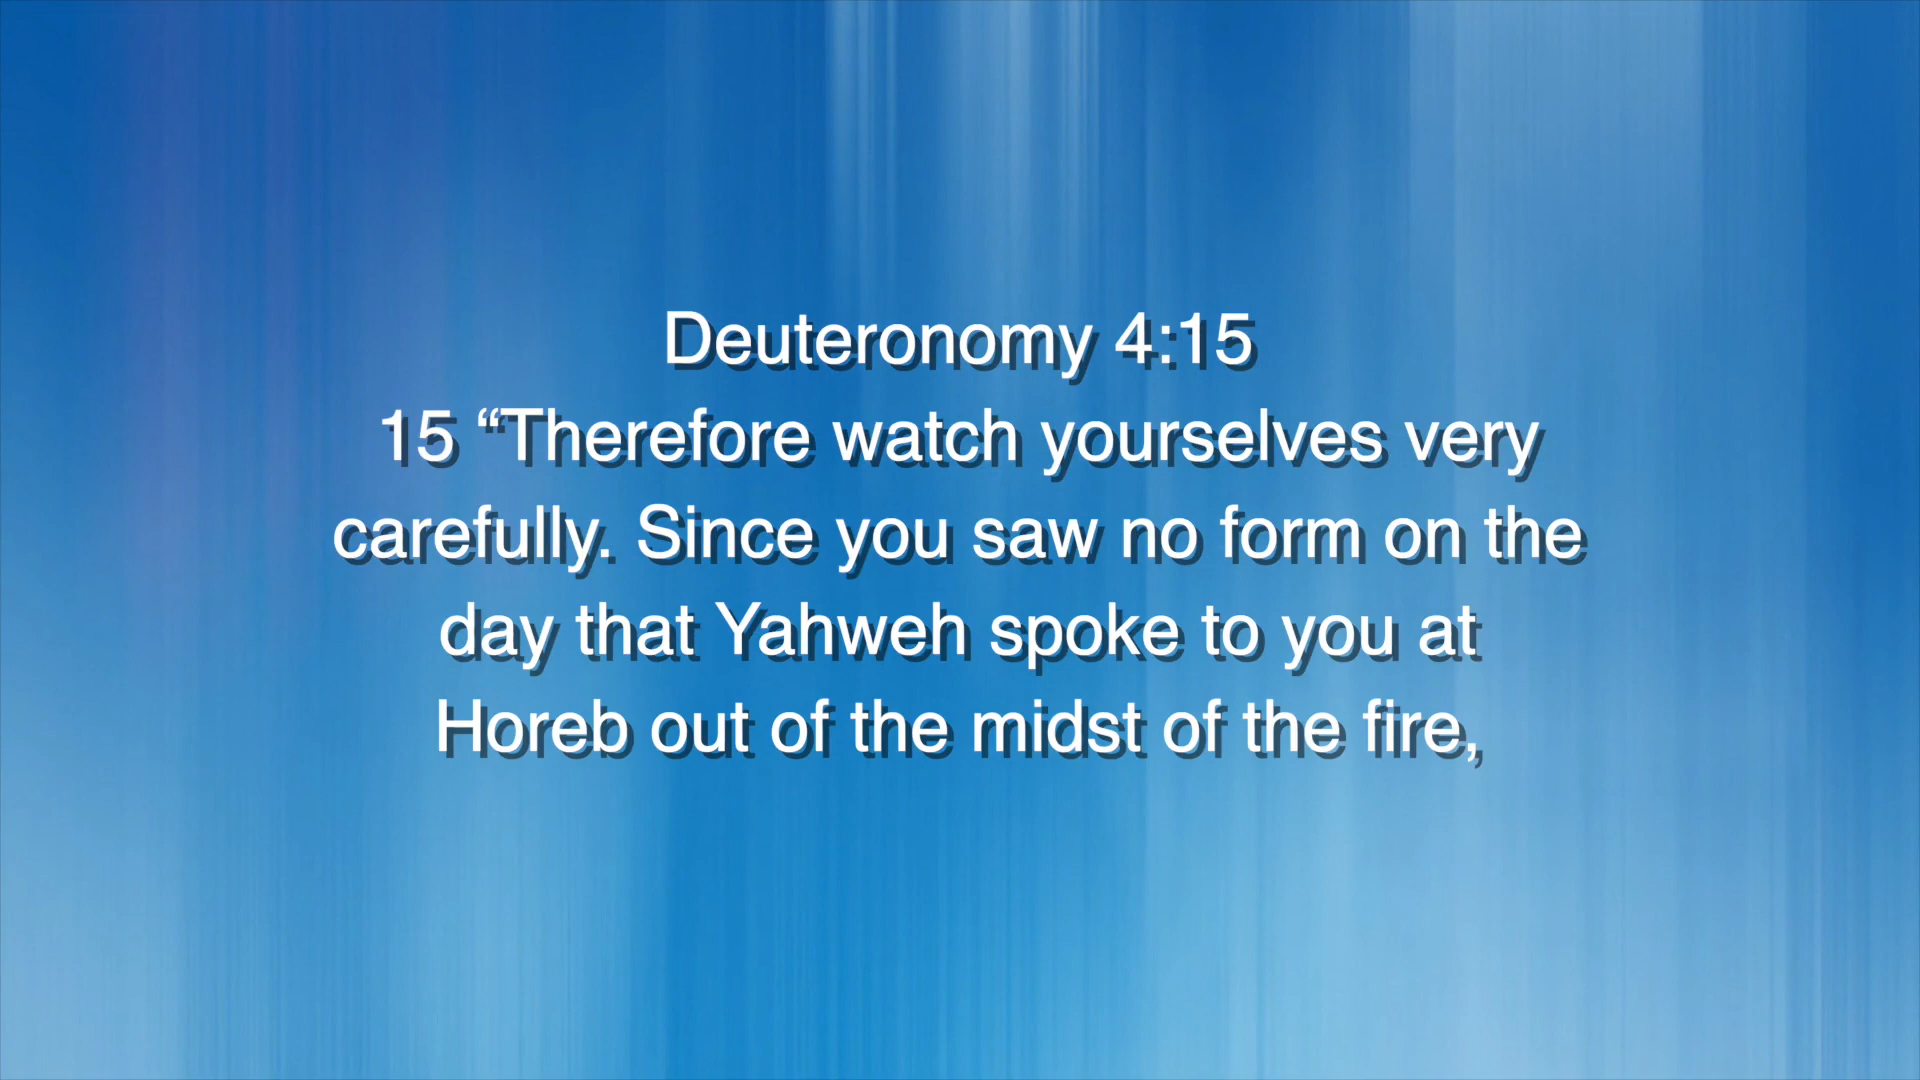 Deuteronomy 4:15
15 “Therefore watch yourselves very
carefully. Since you saw no form on the
day that Yahweh spoke to you at
Horeb out of the midst of the fire,